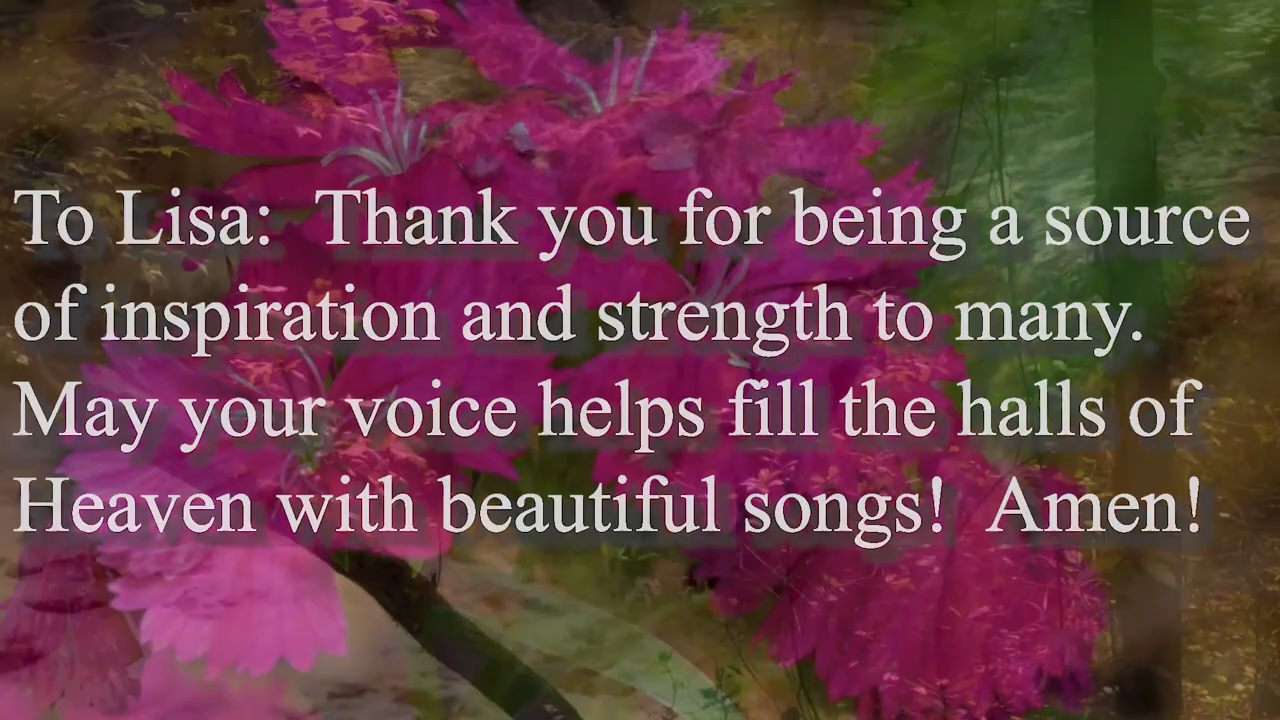 To Lisa:  Thank you for being a source
of inspiration and strength to many.
May your voice helps fill the halls of
Heaven with beautiful songs!  Amen!